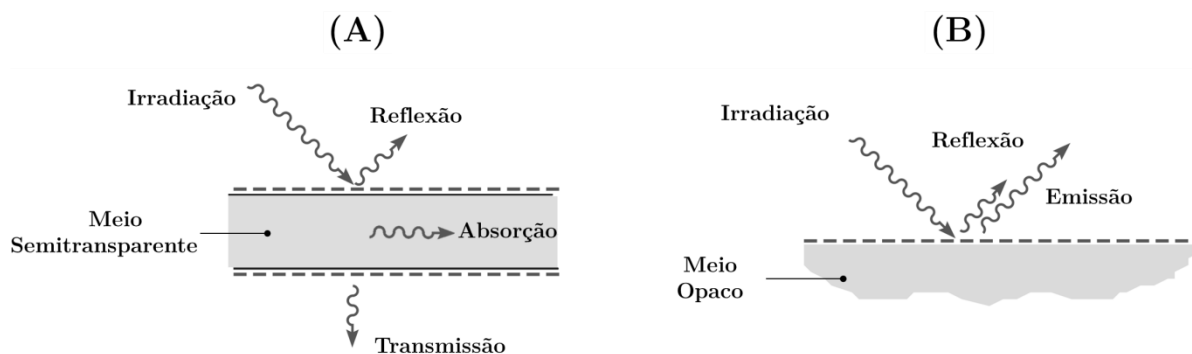 (A)
Irradiação
Reflexão
Meio
Semitransparente
Absorção
Transmissão
(B)
Irradiação
Reflexão
Emissão
Meio
Opaco